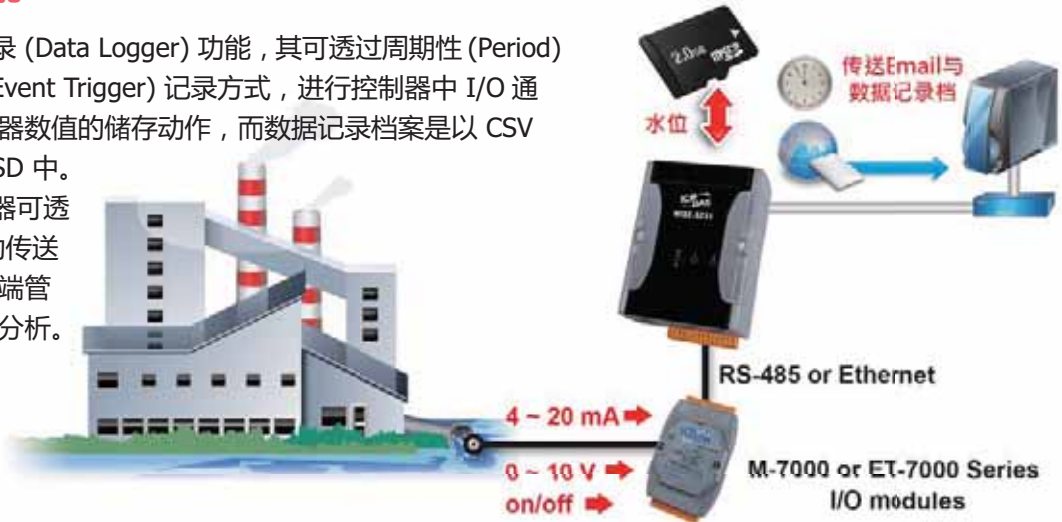 录 (Data Logger) 功能，其可透过周期性 (Period)
Event Trigger) 记录方式，进行控制器中 I/O 通
器数值的储存动作，而数据记录档案是以 CSV
SD 中。
器可透
动传送
端管
分析。
2.0GB
水位
传送Email与
数据记录档
RS-485 or Ethernet
4 ~ 20 mA
0 ~ 10 V
on/off
M-7000 or ET-7000 Series
I/O modules